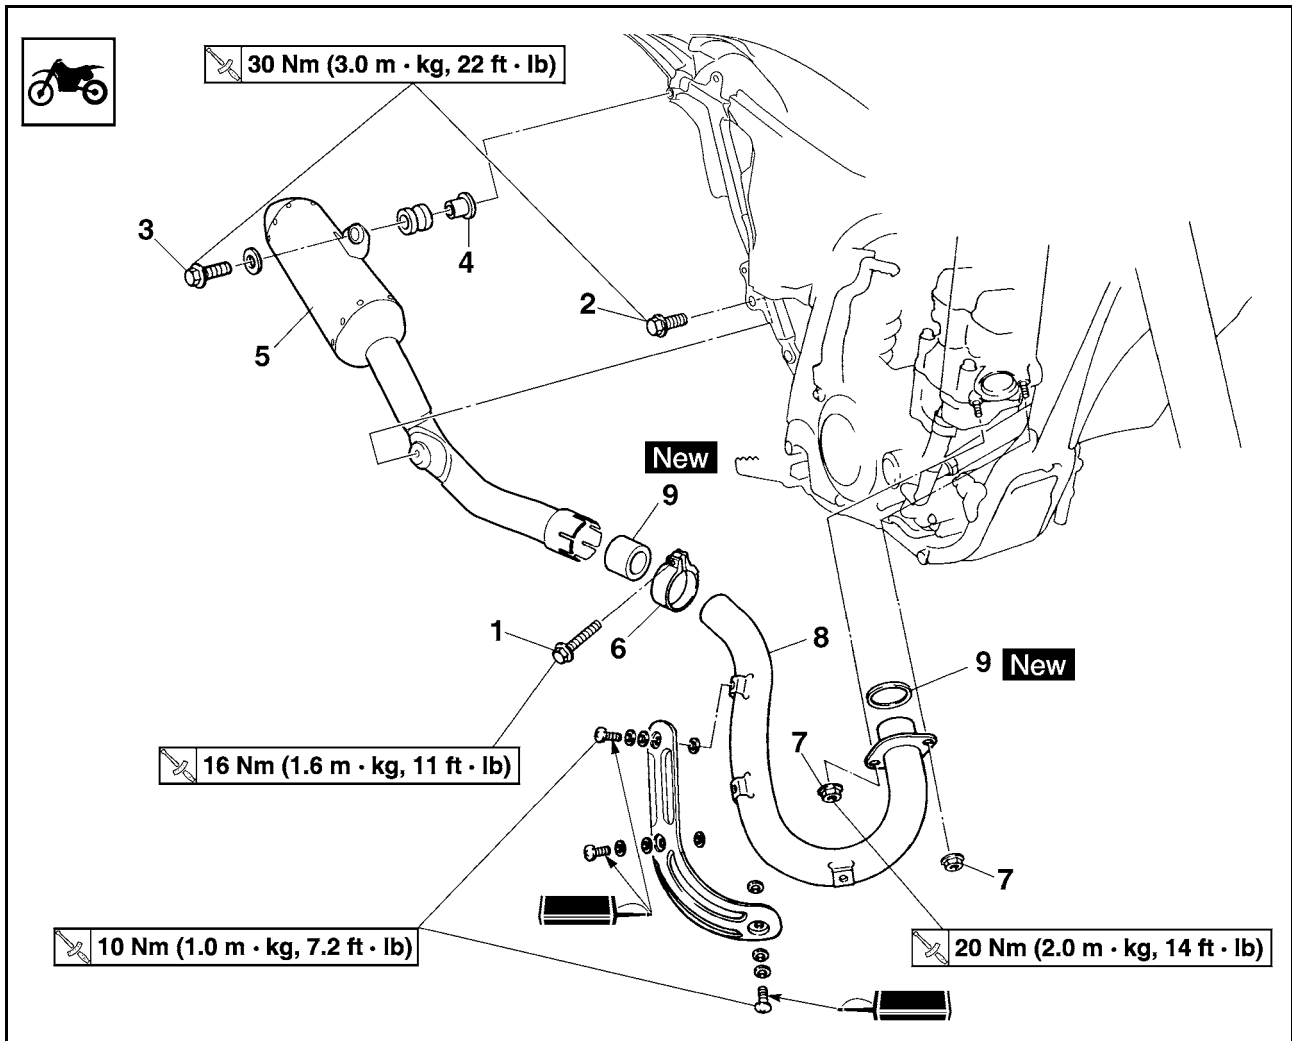 30 Nm (3.0 m · kg, 22 ft · lb)
3
4
2
5
New
9
1
6
8
9 New
7
16 Nm (1.6 m · kg, 11 ft · lb)
7
10 Nm (1.0 m · kg, 7.2 ft · lb)
20 Nm (2.0 m · kg, 14 ft · lb)